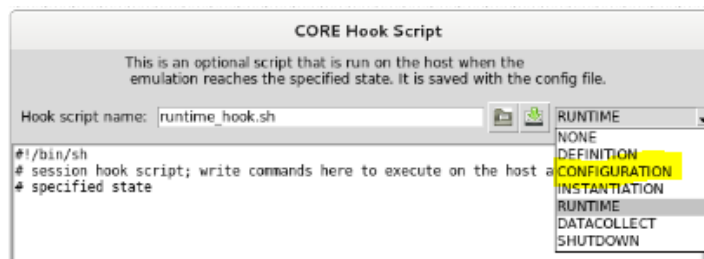 CORE Hook Script
This is an optional script that is run on the host when the
emulation reaches the specified state. It is saved with the config file.
Hook script name: runtime_hook.sh RUNTIME
NONE
DEFINITION
#!/bin/sh
# session hook script; write commands here to execute on the host a
CONFIGURATION
# specified state
INSTANTIATION
RUNTIME
DATACOLLECT
SHUTDOWN